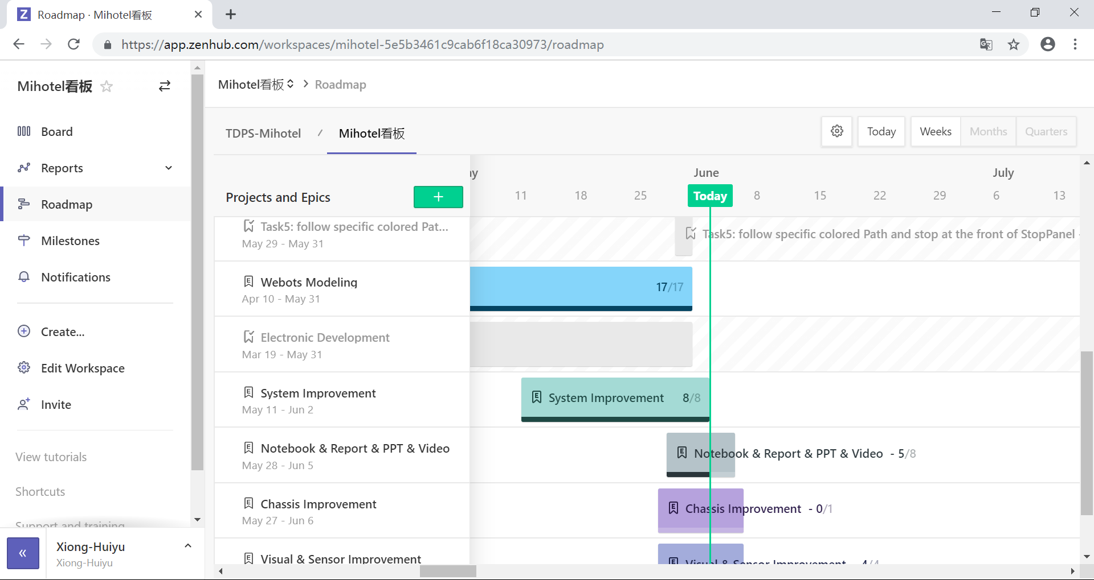 Roadmap · Mihotel看板
https://app.zenhub.com/workspaces/mihotel-5e5b3461c9cab6f18ca30973/roadmap
Mihotel看板
Board
Reports
Roadmap
Milestones
Notifications
Create...
Edit Workspace
Invite
View tutorials
Shortcuts
Support and training
Xiong-Huiyu
Xiong-Huiyu
Mihotel看板 > Roadmap
TDPS-Mihotel / Mihotel看板
Today Weeks Months Quarters
Projects and Epics +
ay June July
11 18 25 Today 8 15 22 29 6 13
Task5: follow specific colored Pat...
May 29 - May 31
Task5: follow specific colored Path and stop at the front of StopPanel
Webots Modeling
Apr 10 - May 31
17/17
Electronic Development
Mar 19 - May 31
System Improvement
May 11 - Jun 2
System Improvement 8/8
Notebook & Report & PPT & Video
May 28 - Jun 5
Notebook & Report & PPT & Video - 5/8
Chassis Improvement
May 27 - Jun 6
Chassis Improvement - 0/1
Visual & Sensor Improvement
Visual & Sensor Improvement - 4/4